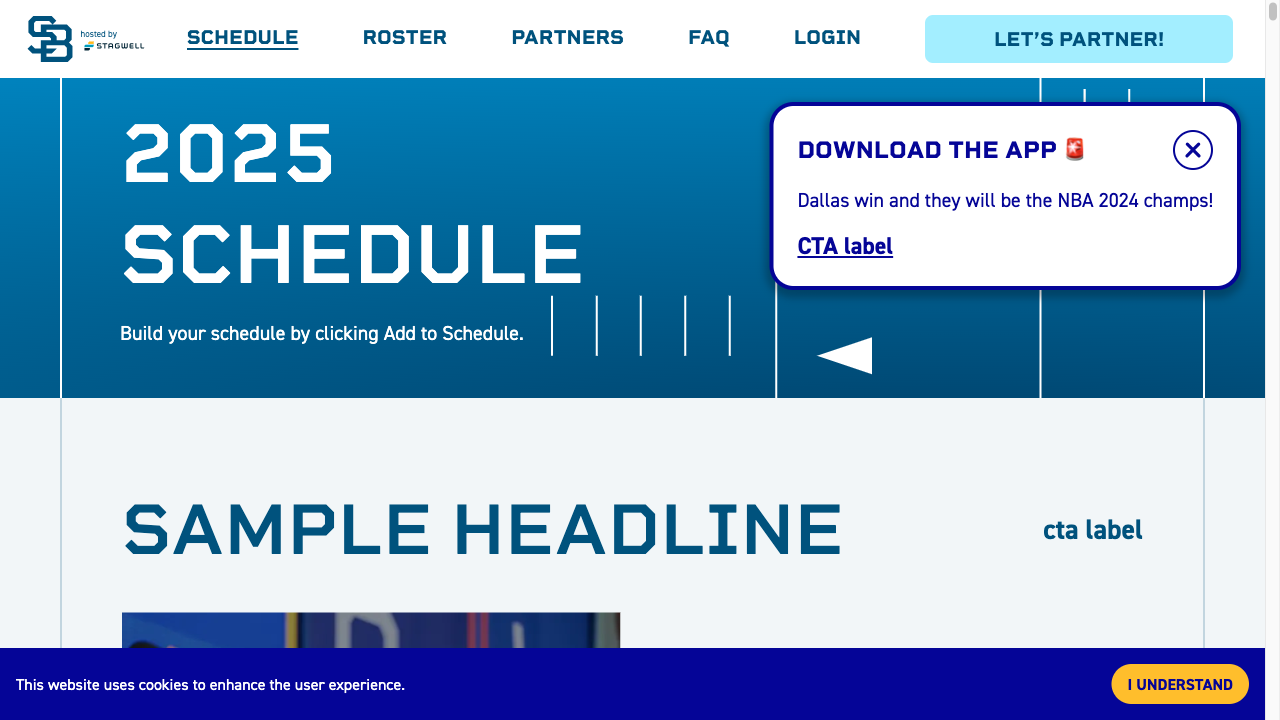 SB
hosted by
STAGWELL
SCHEDULE
ROSTER
PARTNERS
FAQ
LOGIN
LET’S PARTNER!
2025
SCHEDULE
Build your schedule by clicking Add to Schedule.
DOWNLOAD THE APP 🚨
Dallas win and they will be the NBA 2024 champs!
CTA label
SAMPLE HEADLINE
cta label
This website uses cookies to enhance the user experience.
I UNDERSTAND